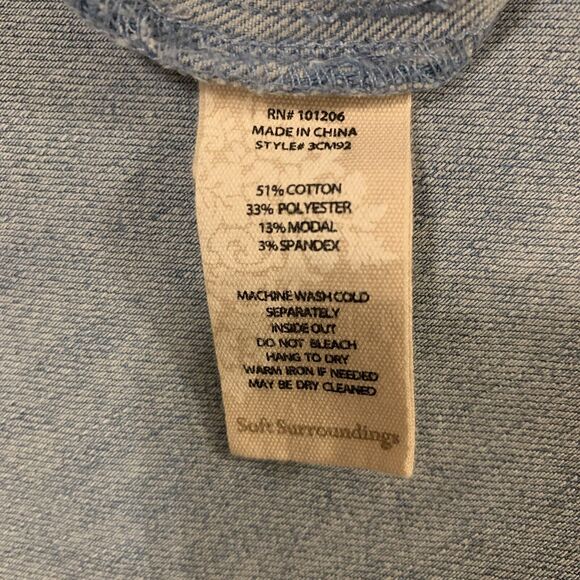 RN# 101206
MADE IN CHINA
STYLE# 3CM92
51% COTTON
33% POLYESTER
13% MODAL
3% SPANDEX
MACHINE WASH COLD
SEPARATELY
INSIDE OUT
DO NOT BLEACH
HANG TO DRY
WARM IRON IF NEEDED
MAY BE DRY CLEANED
Soft Surroundings